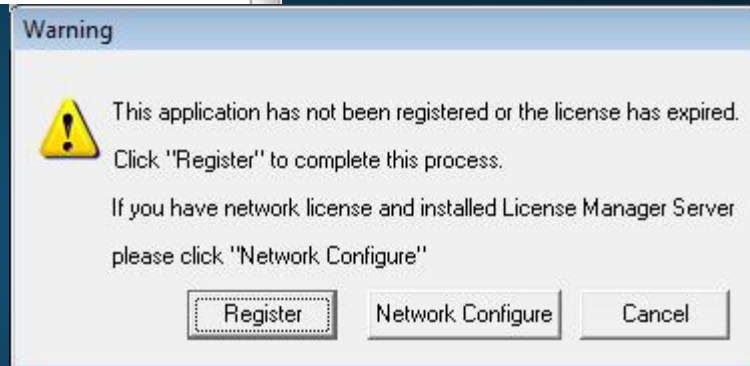 Warning
This application has not been registered or the license has expired.
Click "Register" to complete this process.
If you have network license and installed License Manager Server
please click "Network Configure"
Register Network Configure Cancel